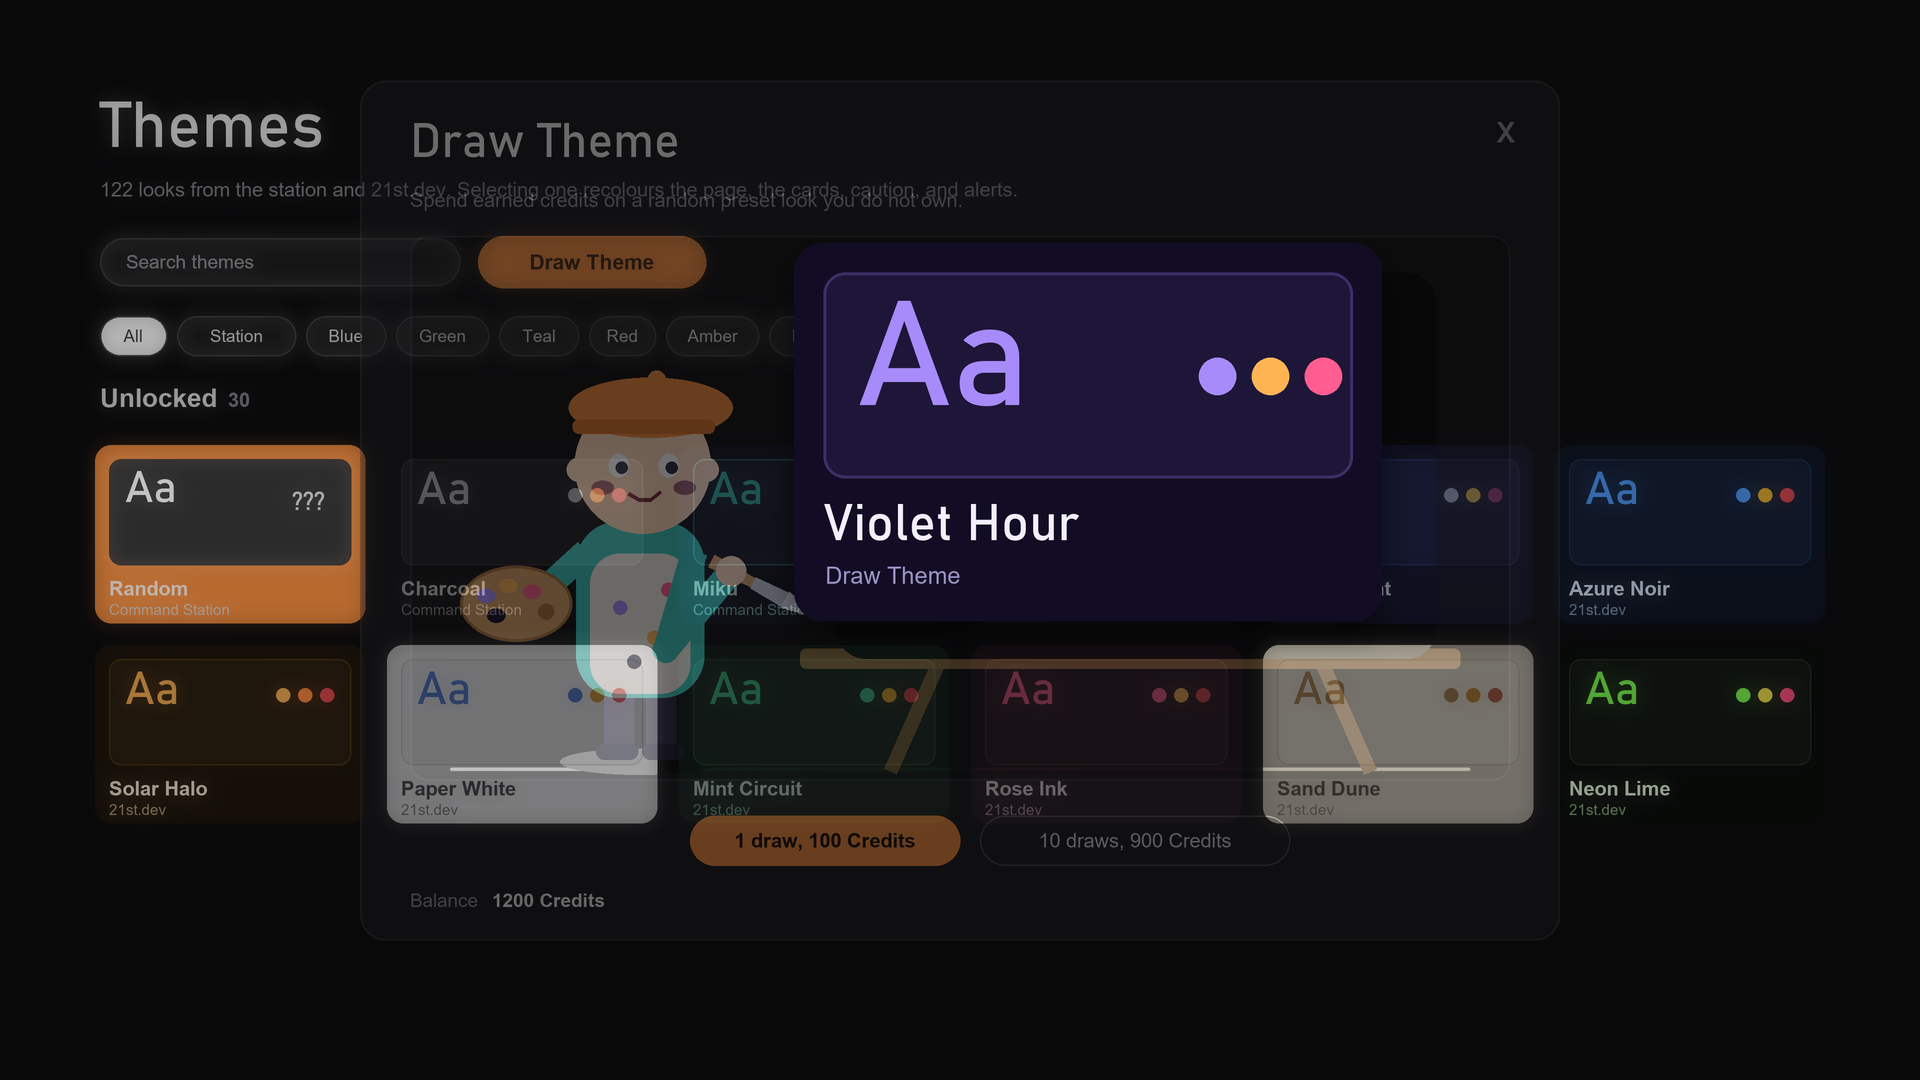 Themes
Draw Theme
X
122 looks from the station and 21st.dev. Selecting one recolours the page, the cards, caution, and alerts.
Spend earned credits on a random preset look you do not own.
Search themes
Draw Theme
All
Station
Blue
Green
Teal
Red
Amber
Unlocked 30
Aa
Violet Hour
Draw Theme
Aa
???
Random
Command Station
Aa
Charcoal
Command Station
Aa
Miku
Command
Aa
Azure Noir
21st.dev
Aa
Solar Halo
21st.dev
Aa
Paper White
21st.dev
Aa
Mint Circuit
21st.dev
Aa
Rose Ink
21st.dev
Aa
Sand Dune
21st.dev
Aa
Neon Lime
21st.dev
1 draw, 100 Credits
10 draws, 900 Credits
Balance 1200 Credits